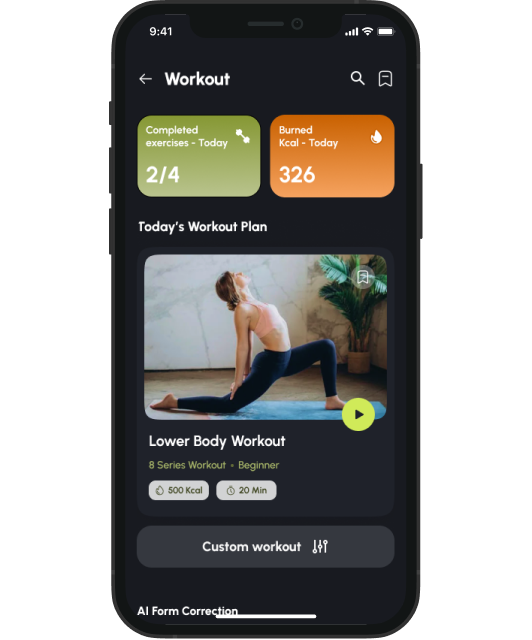 9:41
Workout
Completed
exercises - Today
2/4
Burned
Kcal - Today
326
Today's Workout Plan
Lower Body Workout
8 Series Workout • Beginner
500 Kcal
20 Min
Custom workout
AI Form Correction